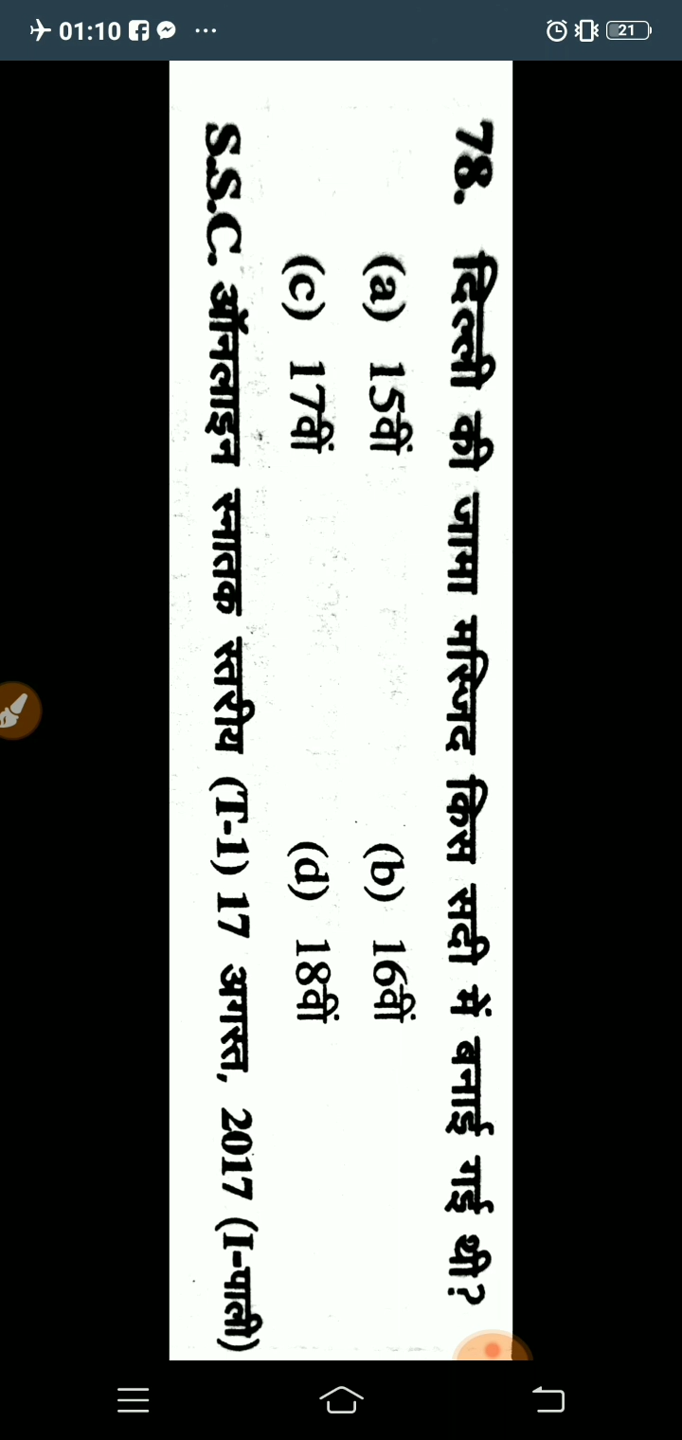 01:10 ... 21
78. दिल्ली की जामा मस्जिद किस सदी में बनाई गई थी?
(a) 15वीं (b) 16वीं
(c) 17वीं (d) 18वीं
S.S.C. ऑनलाइन स्नातक स्तरीय (T-1) 17 अगस्त, 2017 (I-पाली)